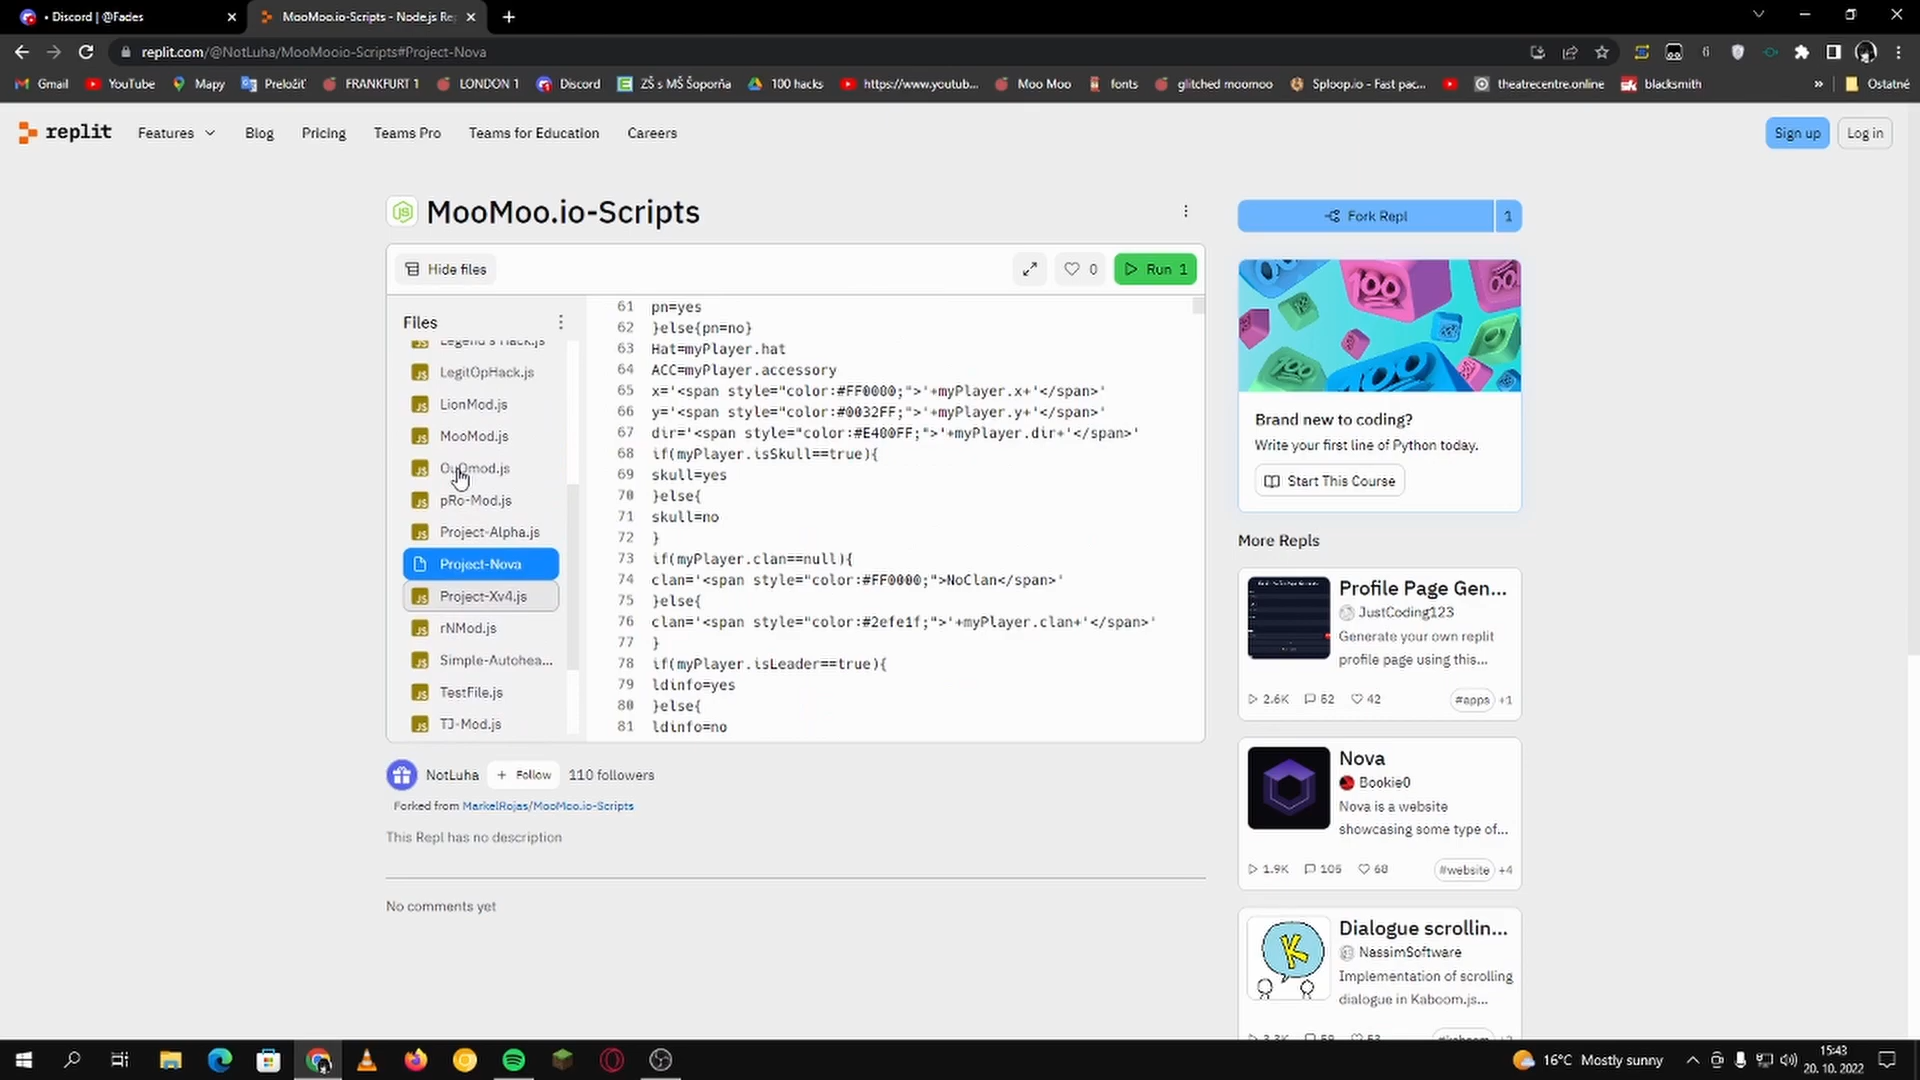 • Discord | @Fades
MooMoo.io-Scripts - Node.js Rep
replit.com/@NotLuha/MooMooio-Scripts#Project-Nova
Gmail
YouTube
Mapy
Preložiť
FRANKFURT 1
LONDON 1
Discord
ZŠ s MŠ Šoporňa
100 hacks
https://www.youtub...
Moo Moo
fonts
glitched moomoo
Sploop.io - Fast pac...
theatrecentre.online
blacksmith
»
Ostatné
replit
Features
Blog
Pricing
Teams Pro
Teams for Education
Careers
Sign up
Log in
MooMoo.io-Scripts
Fork Repl
1
Hide files
0
Run 1
Files
Legend's Hack.js
LegitOpHack.js
LionMod.js
MooMod.js
pRo-Mod.js
Project-Alpha.js
Project-Nova
Project-Xv4.js
rNMod.js
Simple-Autohea...
TestFile.js
TJ-Mod.js
61 pn=yes
62 }else{pn=no}
63 Hat=myPlayer.hat
64 ACC=myPlayer.accessory
65 x='<span style="color:#FF0000;">'+myPlayer.x+'</span>'
66 y='<span style="color:#0032FF;">'+myPlayer.y+'</span>'
67 dir='<span style="color:#E400FF;">'+myPlayer.dir+'</span>'
68 if(myPlayer.isSkull==true){
69 skull=yes
70 }else{
71 skull=no
72 }
73 if(myPlayer.clan==null){
74 clan='<span style="color:#FF0000;">NoClan</span>'
75 }else{
76 clan='<span style="color:#2efe1f;">'+myPlayer.clan+'</span>'
77 }
78 if(myPlayer.isLeader==true){
79 ldinfo=yes
80 }else{
81 ldinfo=no
NotLuha
+ Follow
110 followers
Forked from MarkelRojas/MooMoo.io-Scripts
This Repl has no description
No comments yet
100
Brand new to coding?
Write your first line of Python today.
Start This Course
More Repls
Profile Page Gen...
JustCoding123
Generate your own replit
profile page using this...
2.6K
52
42
#apps
+1
Nova
Bookie0
Nova is a website
showcasing some type of...
1.9K
105
68
#website
+4
Dialogue scrollin...
NassimSoftware
Implementation of scrolling
dialogue in Kaboom.js...
16°C Mostly sunny
15:43
20. 10. 2022